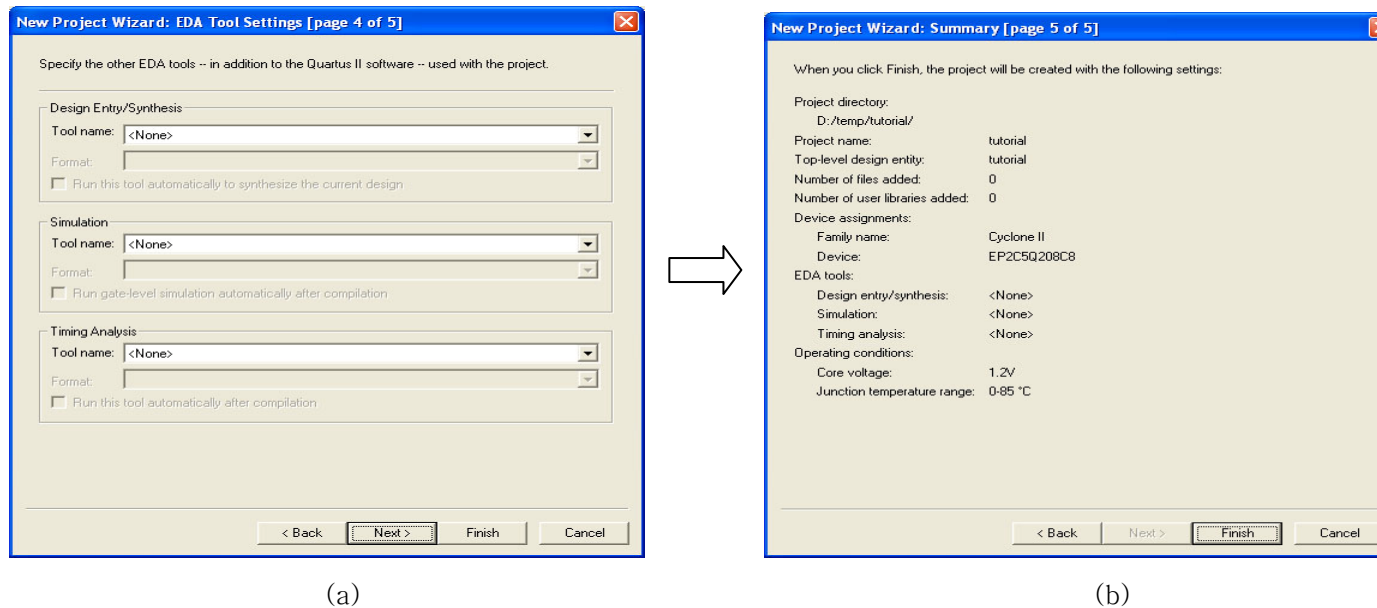 New Project Wizard: EDA Tool Settings [page 4 of 5]
Specify the other EDA tools -- in addition to the Quartus II software -- used with the project.
Design Entry/Synthesis
Tool name: <None>
Format:
Run this tool automatically to synthesize the current design
Simulation
Tool name: <None>
Format:
Run gate-level simulation automatically after compilation
Timing Analysis
Tool name: <None>
Format:
Run this tool automatically after compilation
< Back Next > Finish Cancel
(a)
New Project Wizard: Summary [page 5 of 5]
When you click Finish, the project will be created with the following settings:
Project directory:
D:/temp/tutorial/
Project name: tutorial
Top-level design entity: tutorial
Number of files added: 0
Number of user libraries added: 0
Device assignments:
Family name: Cyclone II
Device: EP2C5Q208C8
EDA tools:
Design entry/synthesis: <None>
Simulation: <None>
Timing analysis: <None>
Operating conditions:
Core voltage: 1.2V
Junction temperature range: 0-85 °C
< Back Next > Finish Cancel
(b)